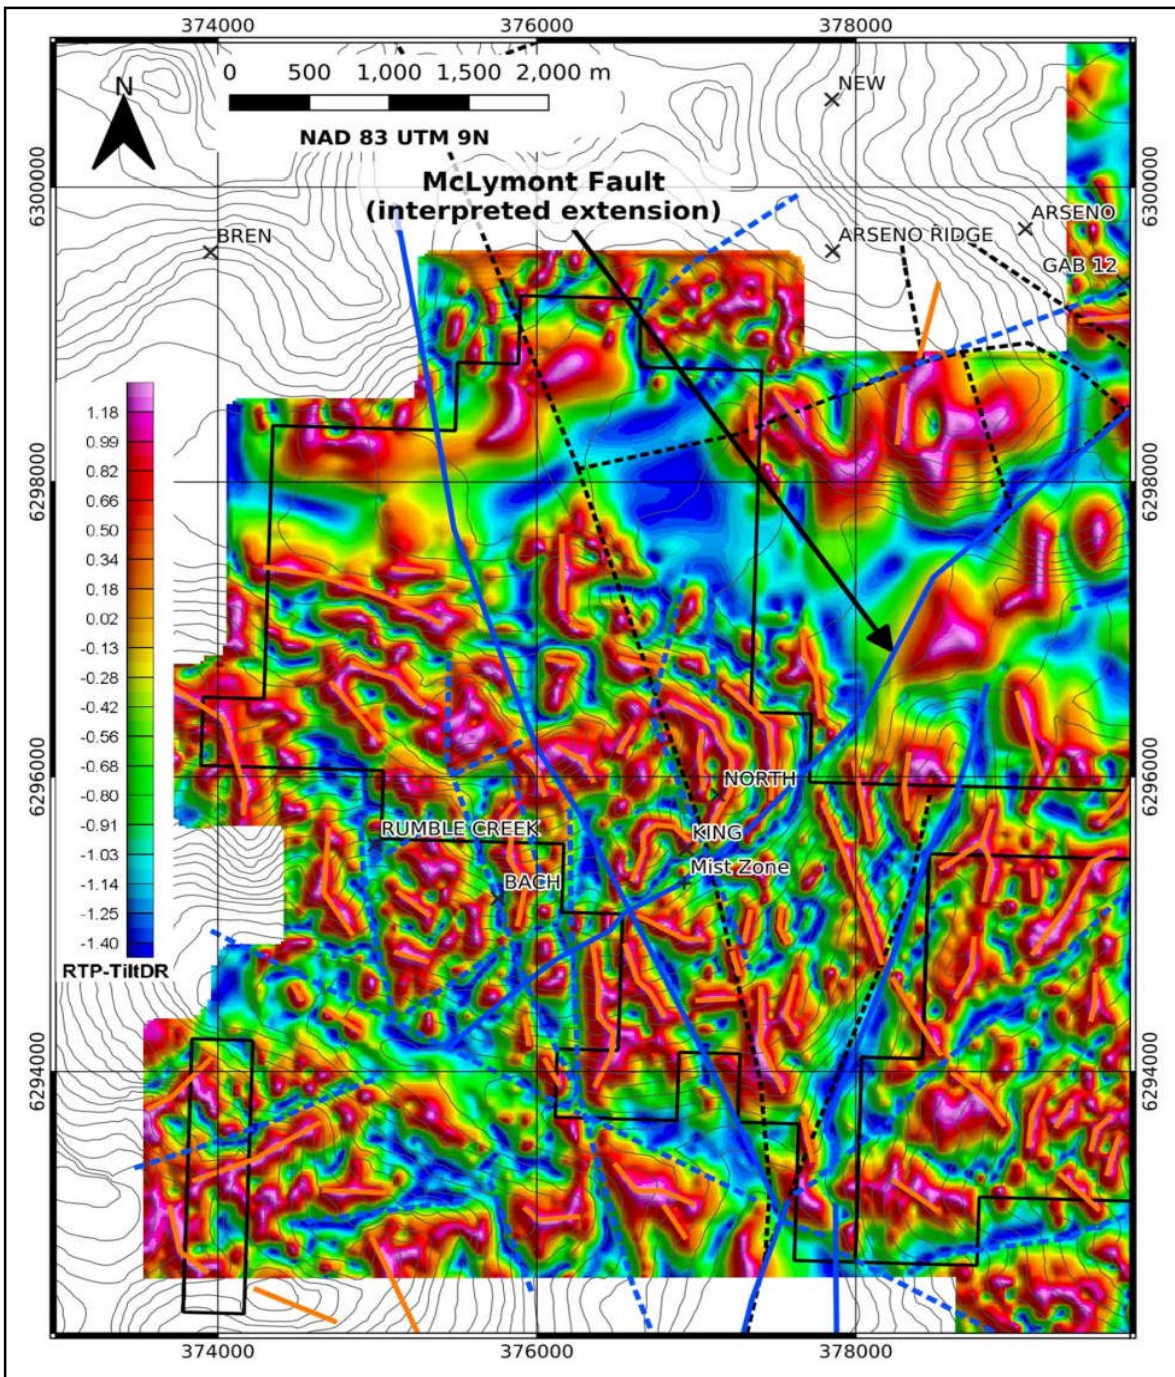 374000 376000 378000
N
0 500 1,000 1,500 2,000 m
NAD 83 UTM 9N
NEW
McLymont Fault
(interpreted extension)
6300000
6300000
ARSENO
BREN
ARSENO RIDGE
GAB 12
1.18
0.99
0.82
0.66
0.50
0.34
0.18
0.02
-0.13
-0.28
-0.42
-0.56
-0.68
-0.80
-0.91
-1.03
-1.14
-1.25
-1.40
RTP-TiltDR
6298000
6298000
6296000
6296000
NORTH
RUMBLE CREEK
KING
Mist Zone
BACH
6294000
6294000
374000 376000 378000